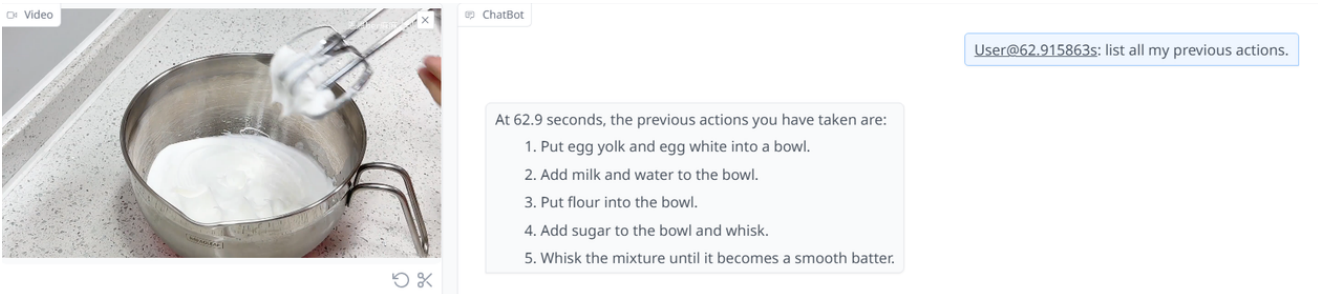 Video
ChatBot
User@62.915863s: list all my previous actions.
At 62.9 seconds, the previous actions you have taken are:
1. Put egg yolk and egg white into a bowl.
2. Add milk and water to the bowl.
3. Put flour into the bowl.
4. Add sugar to the bowl and whisk.
5. Whisk the mixture until it becomes a smooth batter.